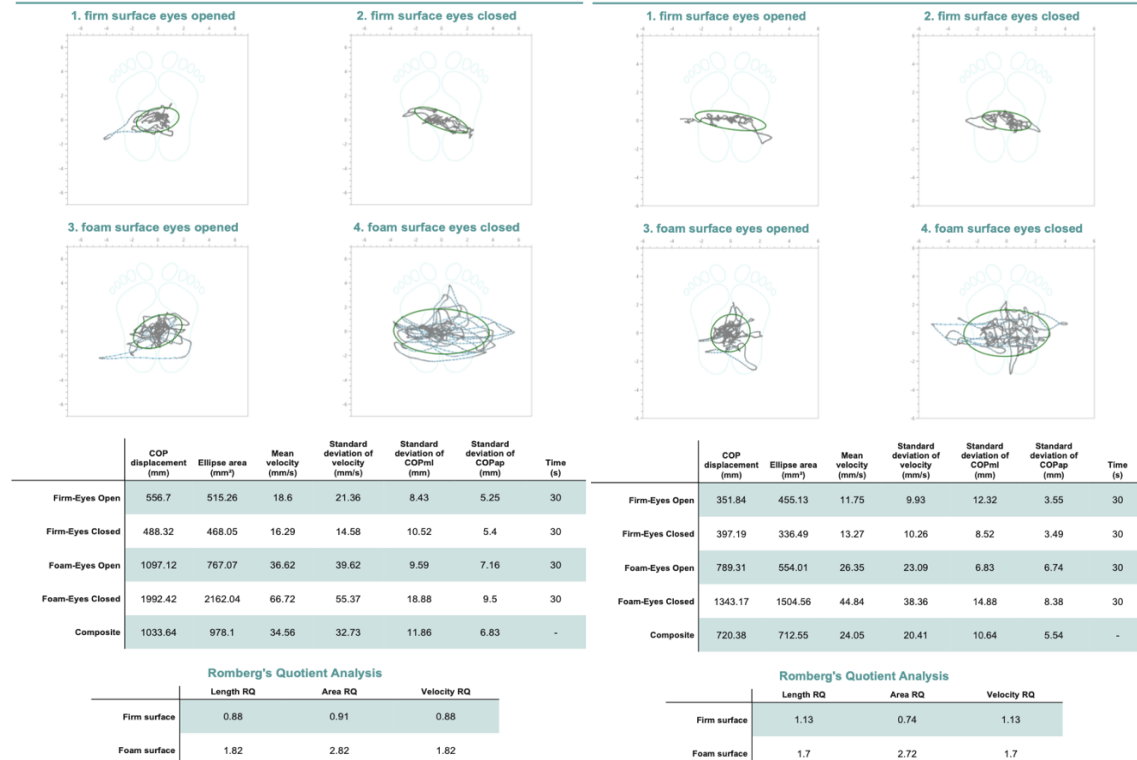 1. firm surface eyes opened
2. firm surface eyes closed
3. foam surface eyes opened
4. foam surface eyes closed
COP displacement (mm) Ellipse area (mm²) Mean velocity (mm/s) Standard deviation of velocity (mm/s) Standard deviation of COPml (mm) Standard deviation of COPap (mm) Time (s)
Firm-Eyes Open 556.7 515.26 18.6 21.36 8.43 5.25 30
Firm-Eyes Closed 488.32 468.05 16.29 14.58 10.52 5.4 30
Foam-Eyes Open 1097.12 767.07 36.62 39.62 9.59 7.16 30
Foam-Eyes Closed 1992.42 2162.04 66.72 55.37 18.88 9.5 30
Composite 1033.64 978.1 34.56 32.73 11.86 6.83 -
Romberg's Quotient Analysis
Length RQ Area RQ Velocity RQ
Firm surface 0.88 0.91 0.88
Foam surface 1.82 2.82 1.82
1. firm surface eyes opened
2. firm surface eyes closed
3. foam surface eyes opened
4. foam surface eyes closed
COP displacement (mm) Ellipse area (mm²) Mean velocity (mm/s) Standard deviation of velocity (mm/s) Standard deviation of COPml (mm) Standard deviation of COPap (mm) Time (s)
Firm-Eyes Open 351.84 455.13 11.75 9.93 12.32 3.55 30
Firm-Eyes Closed 397.19 336.49 13.27 10.26 8.52 3.49 30
Foam-Eyes Open 789.31 554.01 26.35 23.09 6.83 6.74 30
Foam-Eyes Closed 1343.17 1504.56 44.84 38.36 14.88 8.38 30
Composite 720.38 712.55 24.05 20.41 10.64 5.54 -
Romberg's Quotient Analysis
Length RQ Area RQ Velocity RQ
Firm surface 1.13 0.74 1.13
Foam surface 1.7 2.72 1.7